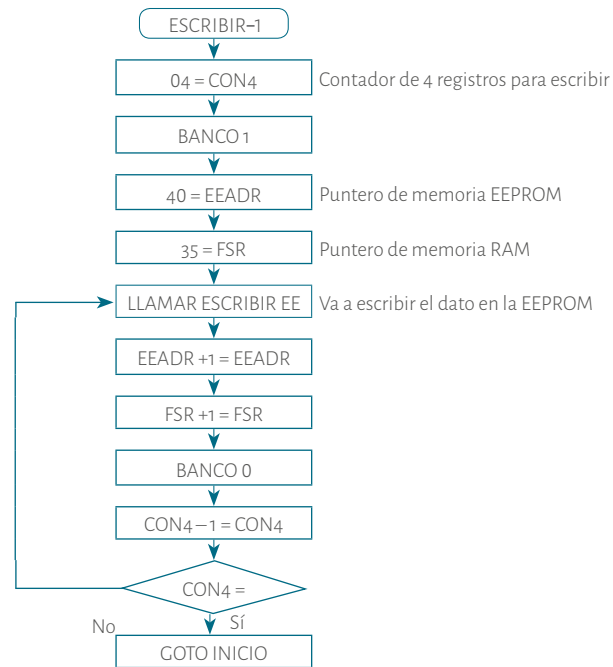 ESCRIBIR–1
04 = CON4 Contador de 4 registros para escribir
BANCO 1
40 = EEADR Puntero de memoria EEPROM
35 = FSR Puntero de memoria RAM
LLAMAR ESCRIBIR EE Va a escribir el dato en la EEPROM
EEADR +1 = EEADR
FSR +1 = FSR
BANCO 0
CON4 – 1 = CON4
CON4 =
No Sí
GOTO INICIO